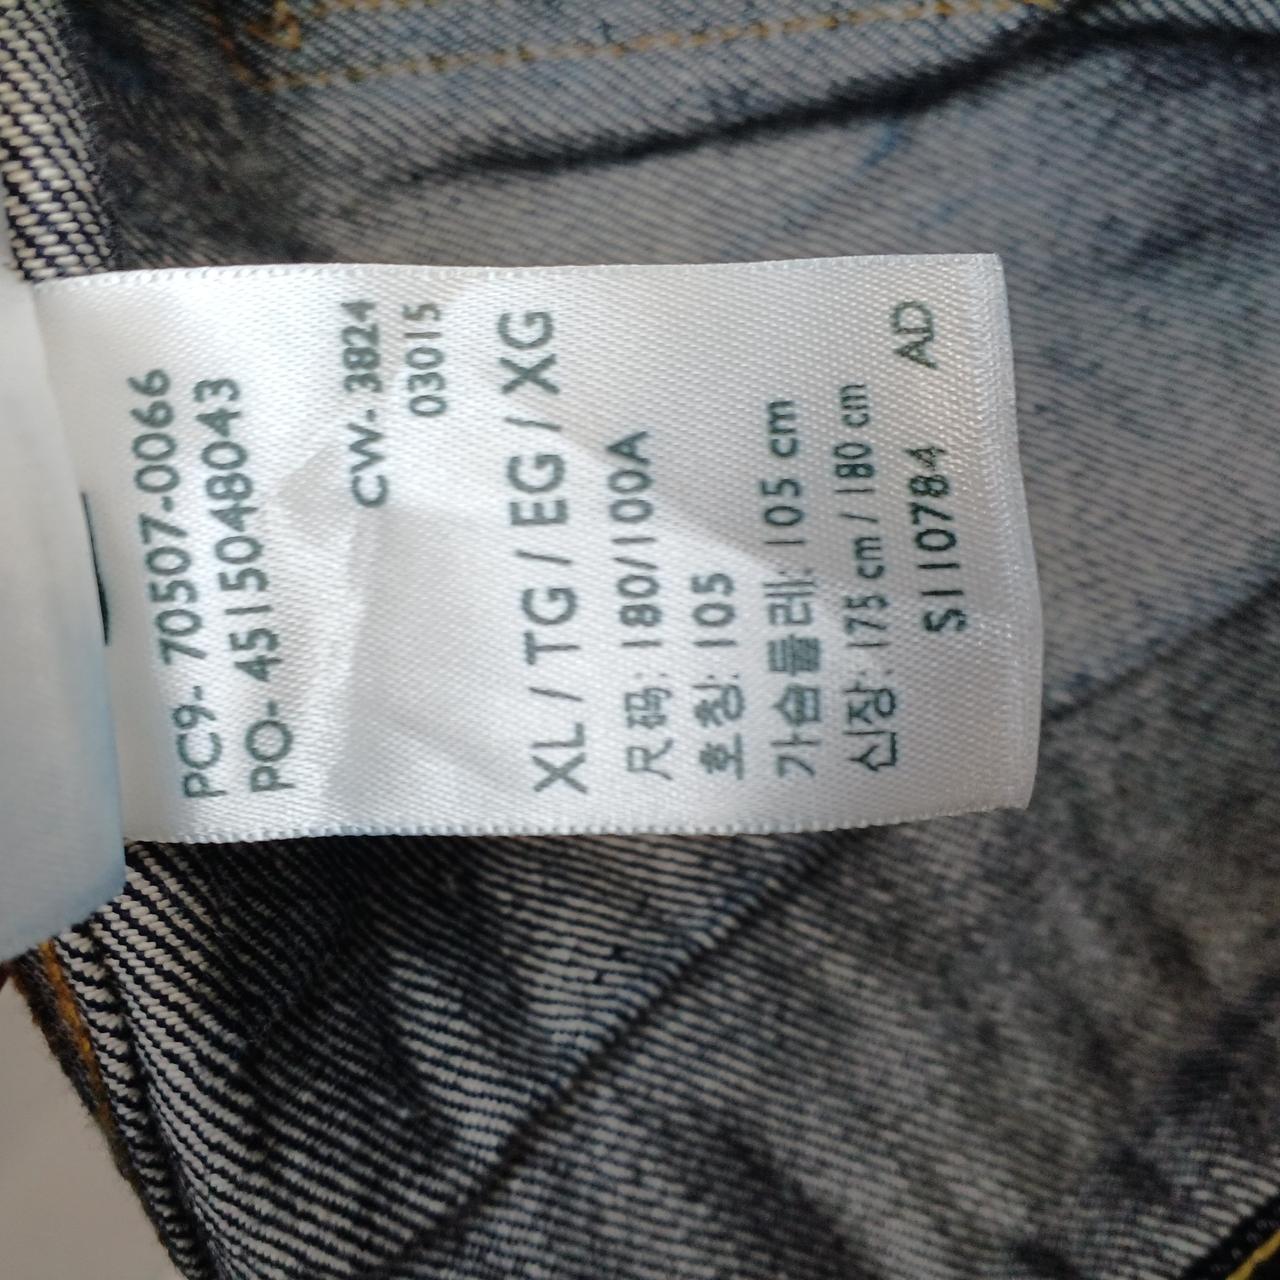 PC9- 70507-0066
PO- 4515048043
CW- 3824
03015
XL / TG / EG / XG
尺码: 180/100A
호칭: 105
가슴둘레: 105 cm
신장: 175 cm / 180 cm
S110784 AD